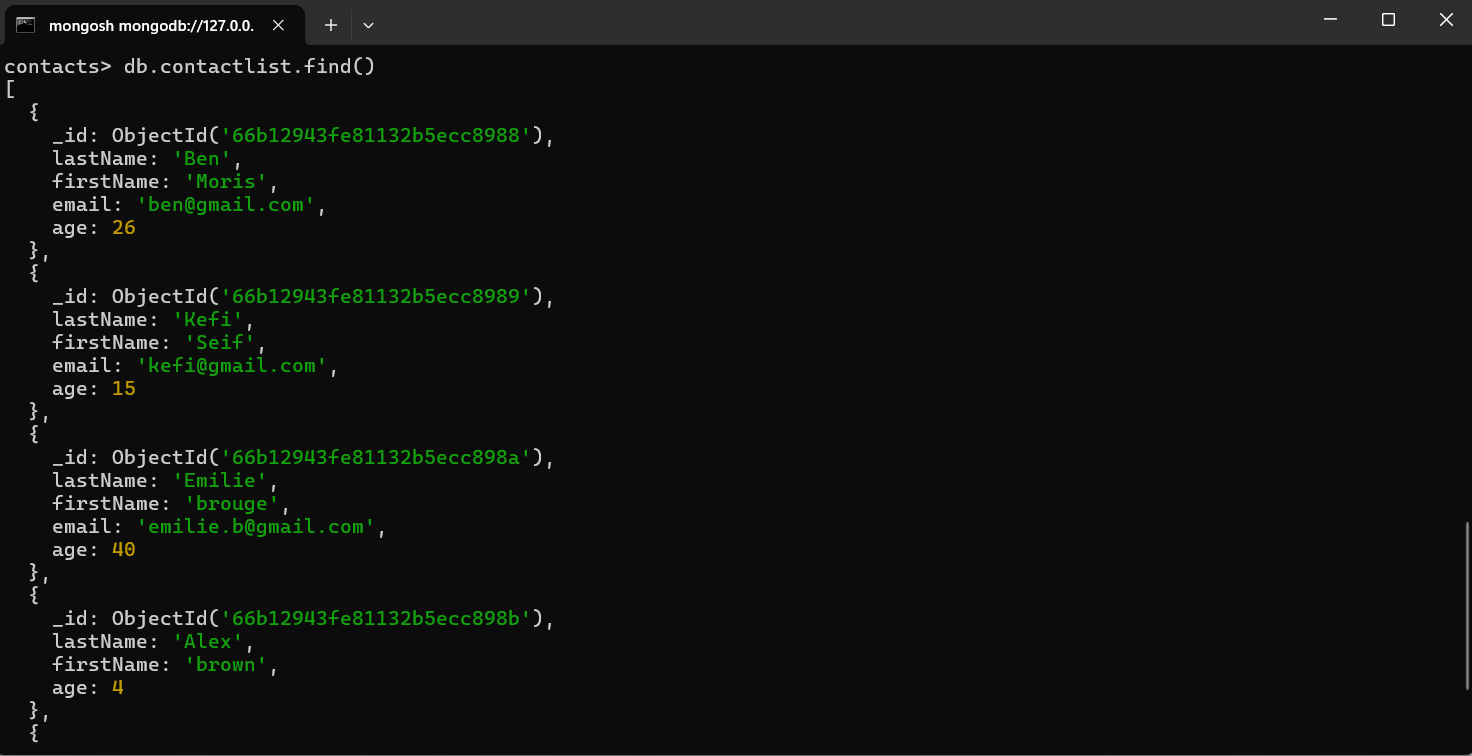 mongosh mongodb://127.0.0.
contacts> db.contactlist.find()
[
  {
    _id: ObjectId('66b12943fe81132b5ecc8988'),
    lastName: 'Ben',
    firstName: 'Moris',
    email: 'ben@gmail.com',
    age: 26
  },
  {
    _id: ObjectId('66b12943fe81132b5ecc8989'),
    lastName: 'Kefi',
    firstName: 'Seif',
    email: 'kefi@gmail.com',
    age: 15
  },
  {
    _id: ObjectId('66b12943fe81132b5ecc898a'),
    lastName: 'Emilie',
    firstName: 'brouge',
    email: 'emilie.b@gmail.com',
    age: 40
  },
  {
    _id: ObjectId('66b12943fe81132b5ecc898b'),
    lastName: 'Alex',
    firstName: 'brown',
    age: 4
  },
  {